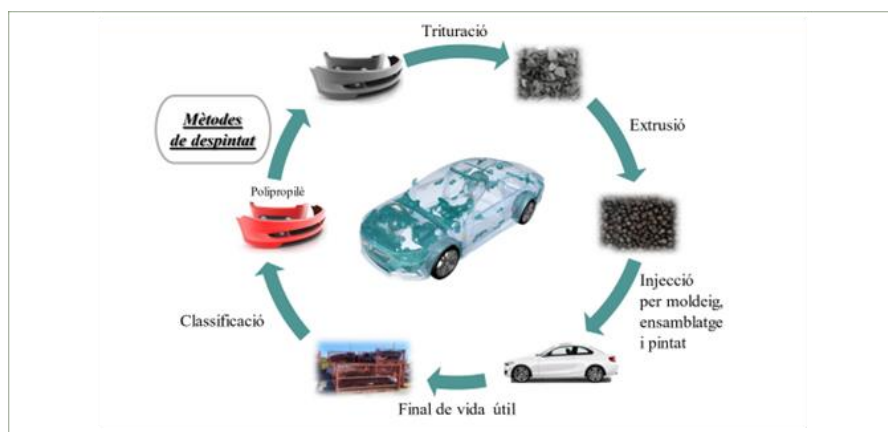 Trituració
Mètodes
de despintat
Extrusió
Polipropilè
Injecció
per moldeig,
ensamblatge
i pintat
Classificació
Final de vida útil